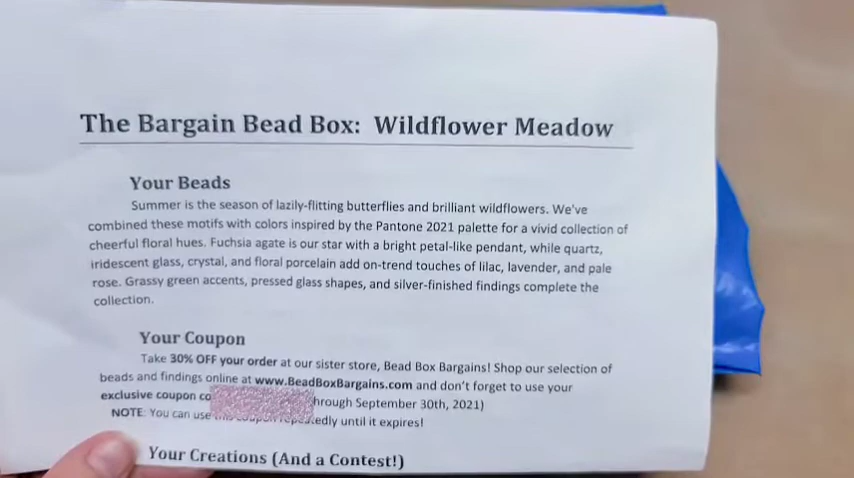 The Bargain Bead Box: Wildflower Meadow
Your Beads
Summer is the season of lazily-flitting butterflies and brilliant wildflowers. We've
combined these motifs with colors inspired by the Pantone 2021 palette for a vivid collection of
cheerful floral hues. Fuchsia agate is our star with a bright petal-like pendant, while quartz,
iridescent glass, crystal, and floral porcelain add on-trend touches of lilac, lavender, and pale
rose. Grassy green accents, pressed glass shapes, and silver-finished findings complete the
collection.
Your Coupon
Take 30% OFF your order at our sister store, Bead Box Bargains! Shop our selection of
beads and findings online at www.BeadBoxBargains.com and don't forget to use your
exclusive coupon co hrough September 30th, 2021)
NOTE: You can use until it expires!
Your Creations (And a Contest!)